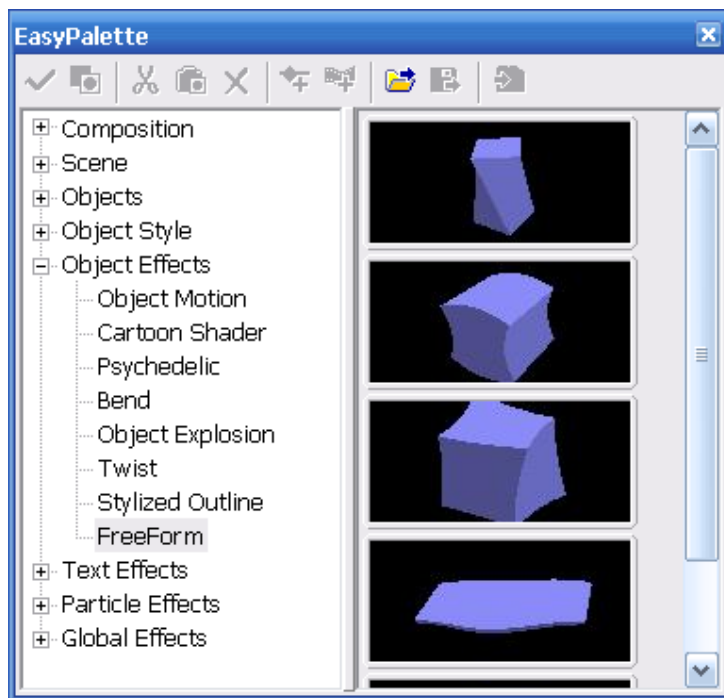 EasyPalette
Composition
Scene
Objects
Object Style
Object Effects
Object Motion
Cartoon Shader
Psychedelic
Bend
Object Explosion
Twist
Stylized Outline
FreeForm
Text Effects
Particle Effects
Global Effects